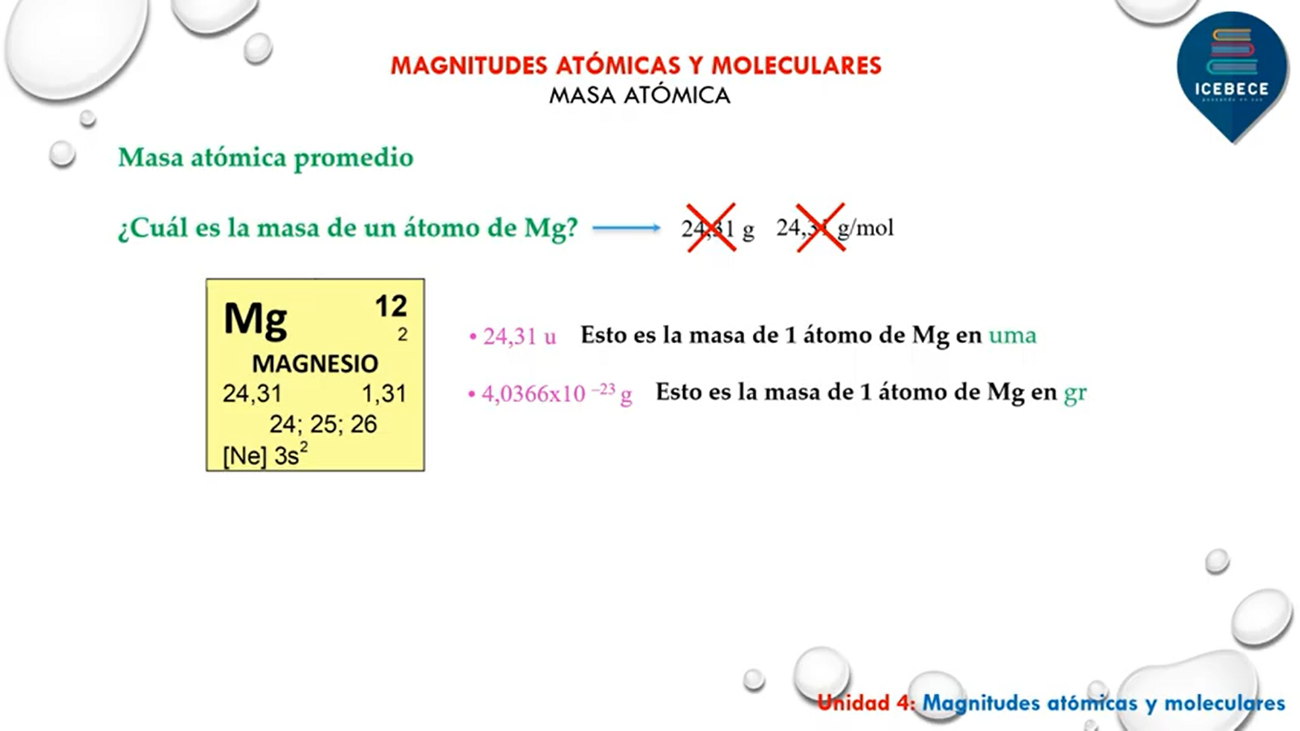 MAGNITUDES ATÓMICAS Y MOLECULARES
MASA ATÓMICA
ICEBECE
Masa atómica promedio
¿Cuál es la masa de un átomo de Mg? 24,31 g 24,31 g/mol
Mg 12
2
MAGNESIO
24,31 1,31
24; 25; 26
[Ne] 3s²
• 24,31 u Esto es la masa de 1 átomo de Mg en uma
• 4,0366x10 ⁻²³ g Esto es la masa de 1 átomo de Mg en gr
Unidad 4: Magnitudes atómicas y moleculares